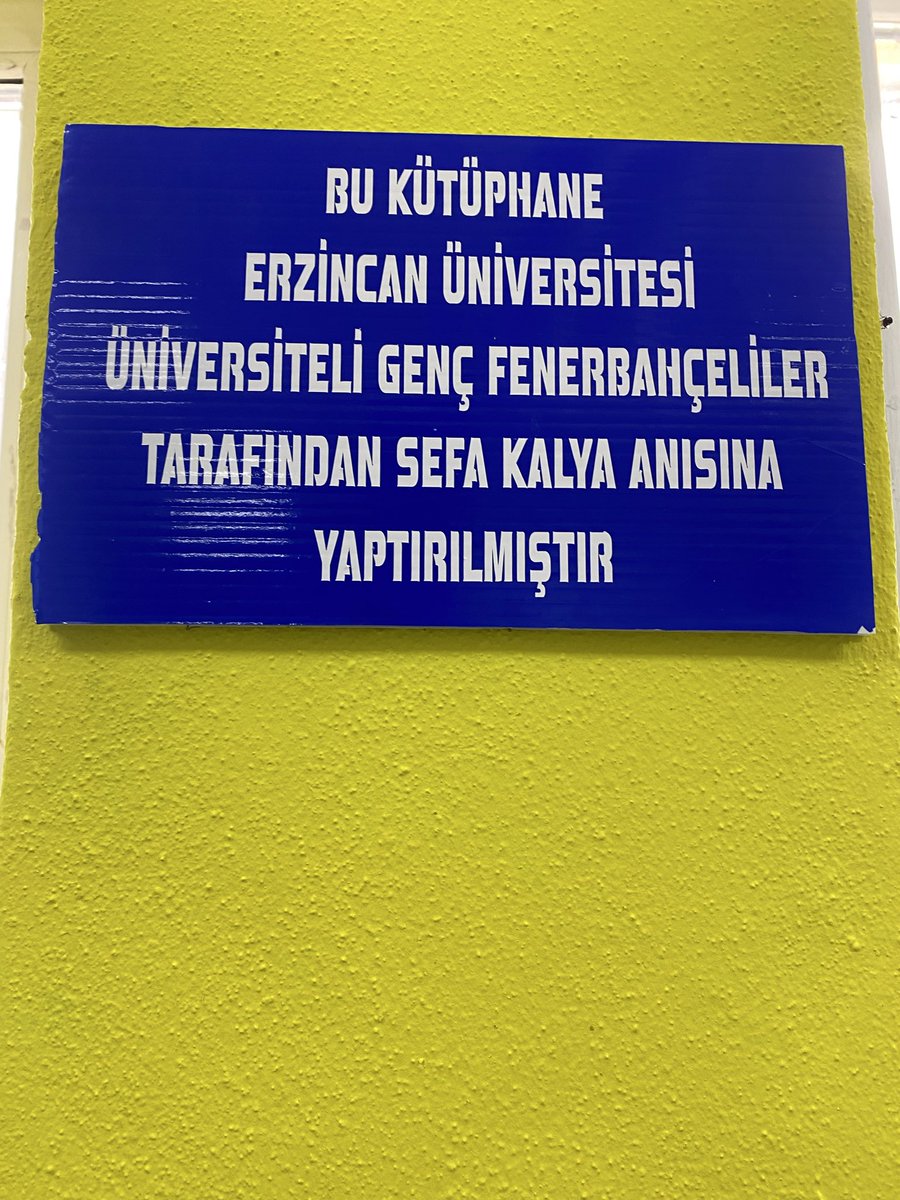 BU KÜTÜPHANE
ERZİNCAN ÜNİVERSİTESİ
ÜNİVERSİTELİ GENÇ FENERBAHÇELİLER
TARAFINDAN SEFA KALYA ANISINA
YAPTIRILMIŞTIR